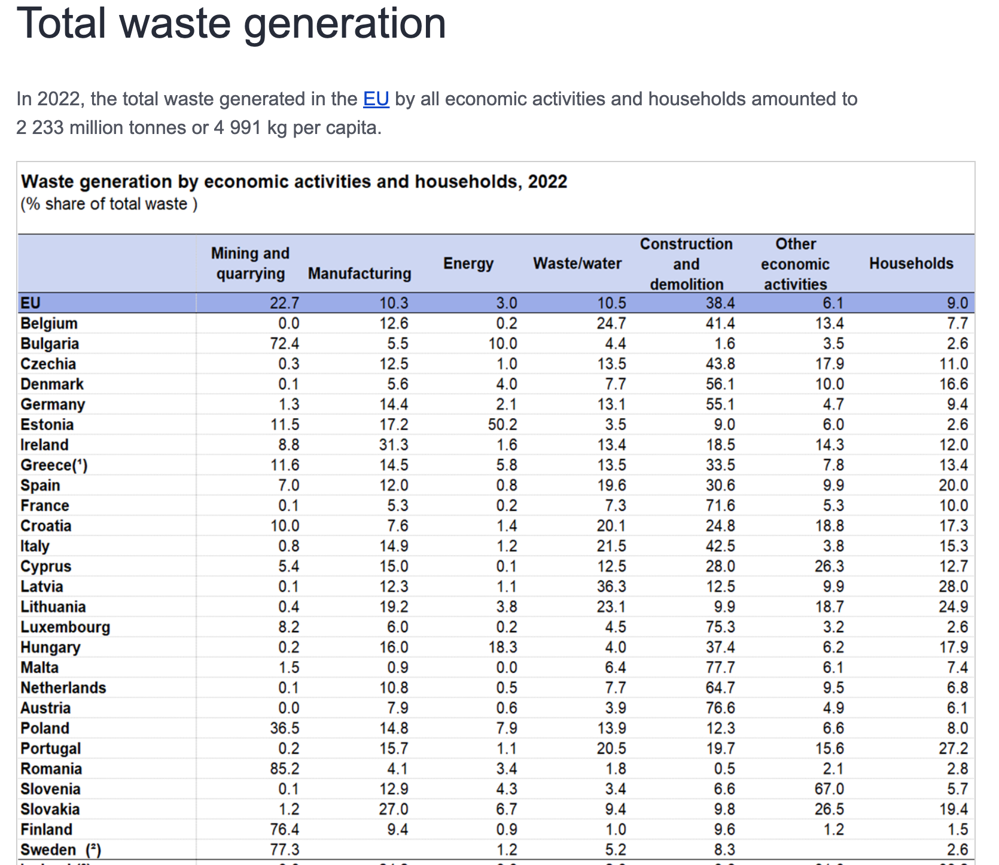 Total waste generation
In 2022, the total waste generated in the EU by all economic activities and households amounted to
2 233 million tonnes or 4 991 kg per capita.
Waste generation by economic activities and households, 2022
(% share of total waste )
Mining and quarrying Manufacturing Energy Waste/water Construction and demolition Other economic activities Households
EU 22.7 10.3 3.0 10.5 38.4 6.1 9.0
Belgium 0.0 12.6 0.2 24.7 41.4 13.4 7.7
Bulgaria 72.4 5.5 10.0 4.4 1.6 3.5 2.6
Czechia 0.3 12.5 1.0 13.5 43.8 17.9 11.0
Denmark 0.1 5.6 4.0 7.7 56.1 10.0 16.6
Germany 1.3 14.4 2.1 13.1 55.1 4.7 9.4
Estonia 11.5 17.2 50.2 3.5 9.0 6.0 2.6
Ireland 8.8 31.3 1.6 13.4 18.5 14.3 12.0
Greece(¹) 11.6 14.5 5.8 13.5 33.5 7.8 13.4
Spain 7.0 12.0 0.8 19.6 30.6 9.9 20.0
France 0.1 5.3 0.2 7.3 71.6 5.3 10.0
Croatia 10.0 7.6 1.4 20.1 24.8 18.8 17.3
Italy 0.8 14.9 1.2 21.5 42.5 3.8 15.3
Cyprus 5.4 15.0 0.1 12.5 28.0 26.3 12.7
Latvia 0.1 12.3 1.1 36.3 12.5 9.9 28.0
Lithuania 0.4 19.2 3.8 23.1 9.9 18.7 24.9
Luxembourg 8.2 6.0 0.2 4.5 75.3 3.2 2.6
Hungary 0.2 16.0 18.3 4.0 37.4 6.2 17.9
Malta 1.5 0.9 0.0 6.4 77.7 6.1 7.4
Netherlands 0.1 10.8 0.5 7.7 64.7 9.5 6.8
Austria 0.0 7.9 0.6 3.9 76.6 4.9 6.1
Poland 36.5 14.8 7.9 13.9 12.3 6.6 8.0
Portugal 0.2 15.7 1.1 20.5 19.7 15.6 27.2
Romania 85.2 4.1 3.4 1.8 0.5 2.1 2.8
Slovenia 0.1 12.9 4.3 3.4 6.6 67.0 5.7
Slovakia 1.2 27.0 6.7 9.4 9.8 26.5 19.4
Finland 76.4 9.4 0.9 1.0 9.6 1.2 1.5
Sweden (²) 77.3 1.2 5.2 8.3 2.6